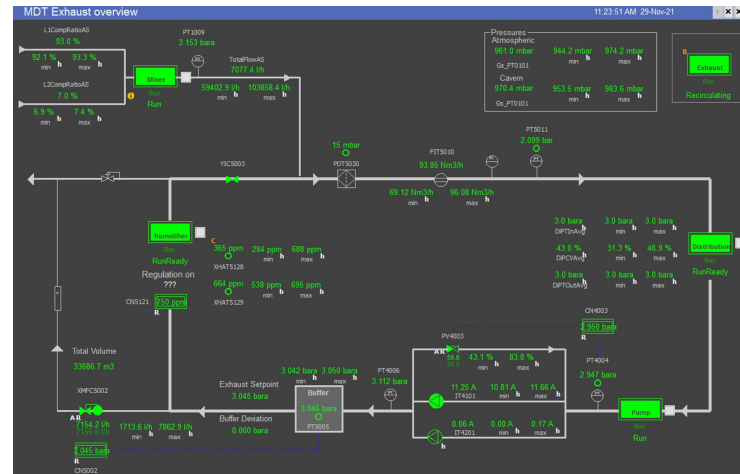 MDT Exhaust overview
11:23:51 AM 29-Nov-21
L1CompRatioAS
93.0 %
92.1 % 93.3 %
min h max h
L2CompRatioAS
7.0 %
6.9 % 7.4 %
min h max h
Mixer
Run
Run
PT1009
3.153 bara
TotalFlowAS
7077.4 l/h
59402.9 l/h 103858.4 l/h
min h max h
Pressures
Atmospheric
961.0 mbar 944.2 mbar 974.2 mbar
Gs_PT0101 min h max h
Cavern
970.4 mbar 953.5 mbar 983.6 mbar
Gs_PT0101 min h max h
B
Exhaust
Run
Recirculating
YIC5003
15 mbar
PDT5030
FIT5010
93.85 Nm3/h
69.12 Nm3/h 96.08 Nm3/h
min h max h
PT5011
2.099 bar
Humidifier
Run
RunReady
C
Regulation on
???
CN5121
750 ppm
R
365 ppm 284 ppm 688 ppm
XHAT5128 min h max h
664 ppm 538 ppm 695 ppm
XHAT5129 min h max h
3.0 bara 3.0 bara 3.0 bara
DiPTInAvg min h max h
43.0 % 31.3 % 46.9 %
DiPCVAvg min h max h
3.0 bara 3.0 bara 3.0 bara
DiPTOutAvg min h max h
Distribution
Run
RunReady
CN4003
2.950 bara
R
PV4003
A R
56.6
43.1 % 83.8 %
min h max h
PT4004
2.947 bara
Total Volume
33686.7 m3
XMFC5002
A R
7154.2 l/h
7155.6 l/h
1713.6 l/h 7862.9 l/h
min h max h
3.045 bara
R
CN5002
Exhaust Setpoint
3.045 bara
Buffer Deviation
0.000 bara
3.042 bara 3.050 bara
min h max h
Buffer
3.045 bara
PT5005
PT4006
3.112 bara
11.25 A 10.81 A 11.66 A
IT4101 min h max h
0.06 A 0.00 A 0.17 A
IT4201 min h max h
h
Pump
Run
Run